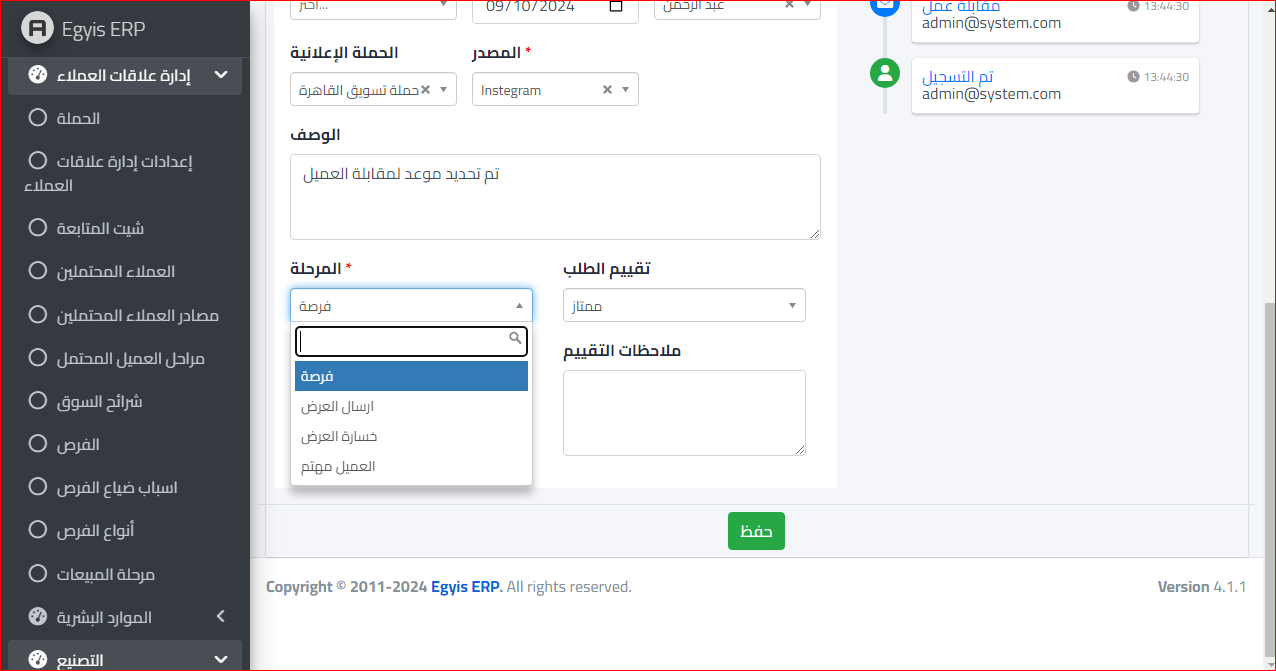 Egyis ERP
إدارة علاقات العملاء
الحملة
إعدادات إدارة علاقات
العملاء
شيت المتابعة
العملاء المحتملين
مصادر العملاء المحتملين
مراحل العميل المحتمل
شرائح السوق
الفرص
اسباب ضياع الفرص
أنواع الفرص
مرحلة المبيعات
الموارد البشرية
التصنيع
اختر...
09/10/2024
عبد الرحمن
الحملة الإعلانية
المصدر *
حملة تسويق القاهرة
Instegram
الوصف
تم تحديد موعد لمقابلة العميل
المرحلة *
تقييم الطلب
فرصة
ممتاز
فرصة
ارسال العرض
خسارة العرض
العميل مهتم
ملاحظات التقييم
مقابلة عمل
13:44:30
admin@system.com
تم التسجيل
13:44:30
admin@system.com
حفظ
Copyright © 2011-2024 Egyis ERP. All rights reserved.
Version 4.1.1